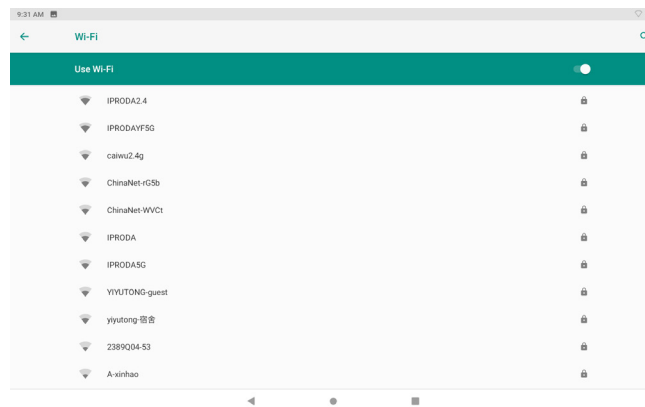 9:31 AM
Wi-Fi
Use Wi-Fi
IPRODA2.4
IPRODAYF5G
caiwu2.4g
ChinaNet-rG5b
ChinaNet-WVCt
IPRODA
IPRODA5G
YIYUTONG-guest
yiyutong-宿舍
2389Q04-53
A-xinhao